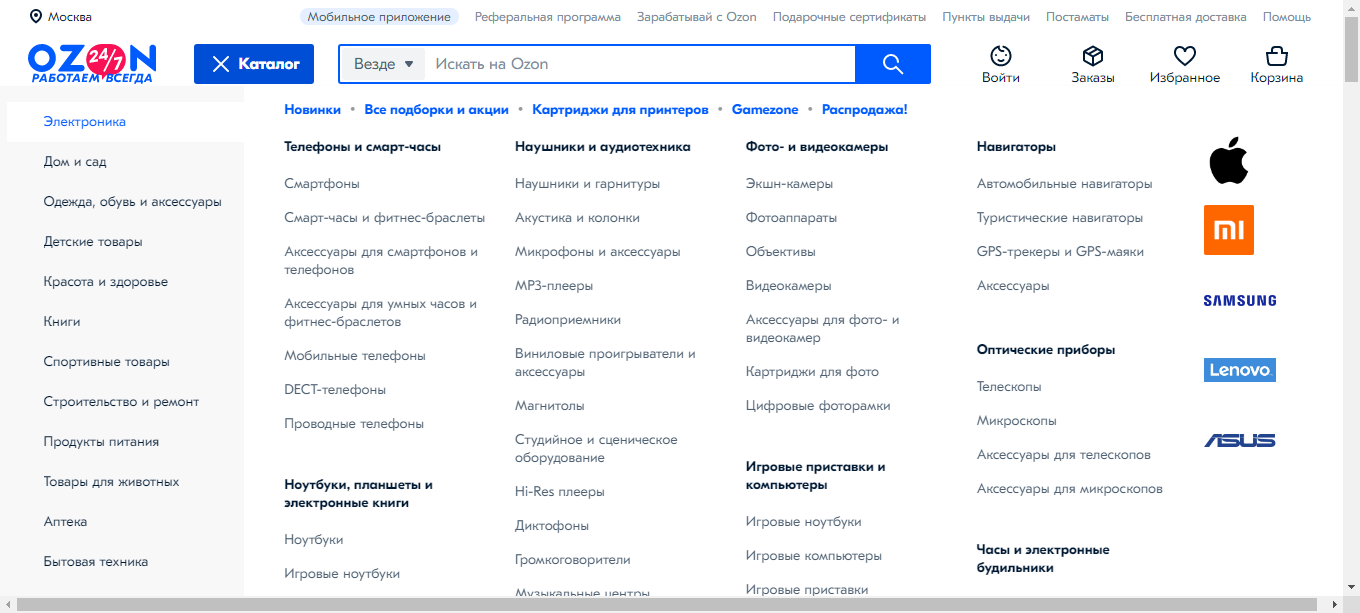 Москва
Мобильное приложение
Реферальная программа
Зарабатывай с Ozon
Подарочные сертификаты
Пункты выдачи
Постаматы
Бесплатная доставка
Помощь
OZON
24/7
РАБОТАЕМ ВСЕГДА
Каталог
Везде
Искать на Ozon
Войти
Заказы
Избранное
Корзина
Электроника
Дом и сад
Одежда, обувь и аксессуары
Детские товары
Красота и здоровье
Книги
Спортивные товары
Строительство и ремонт
Продукты питания
Товары для животных
Аптека
Бытовая техника
Новинки • Все подборки и акции • Картриджи для принтеров • Gamezone • Распродажа!
Телефоны и смарт-часы
Смартфоны
Смарт-часы и фитнес-браслеты
Аксессуары для смартфонов и
телефонов
Аксессуары для умных часов и
фитнес-браслетов
Мобильные телефоны
DECT-телефоны
Проводные телефоны
Ноутбуки, планшеты и
электронные книги
Ноутбуки
Игровые ноутбуки
Наушники и аудиотехника
Наушники и гарнитуры
Акустика и колонки
Микрофоны и аксессуары
MP3-плееры
Радиоприемники
Виниловые проигрыватели и
аксессуары
Магнитолы
Студийное и сценическое
оборудование
Hi-Res плееры
Диктофоны
Громкоговорители
Музыкальные центры
Фото- и видеокамеры
Экшн-камеры
Фотоаппараты
Объективы
Видеокамеры
Аксессуары для фото- и
видеокамер
Картриджи для фото
Цифровые фоторамки
Игровые приставки и
компьютеры
Игровые ноутбуки
Игровые компьютеры
Игровые приставки
Навигаторы
Автомобильные навигаторы
Туристические навигаторы
GPS-трекеры и GPS-маяки
Аксессуары
Оптические приборы
Телескопы
Микроскопы
Аксессуары для телескопов
Аксессуары для микроскопов
Часы и электронные
будильники
mi
SAMSUNG
Lenovo
ASUS